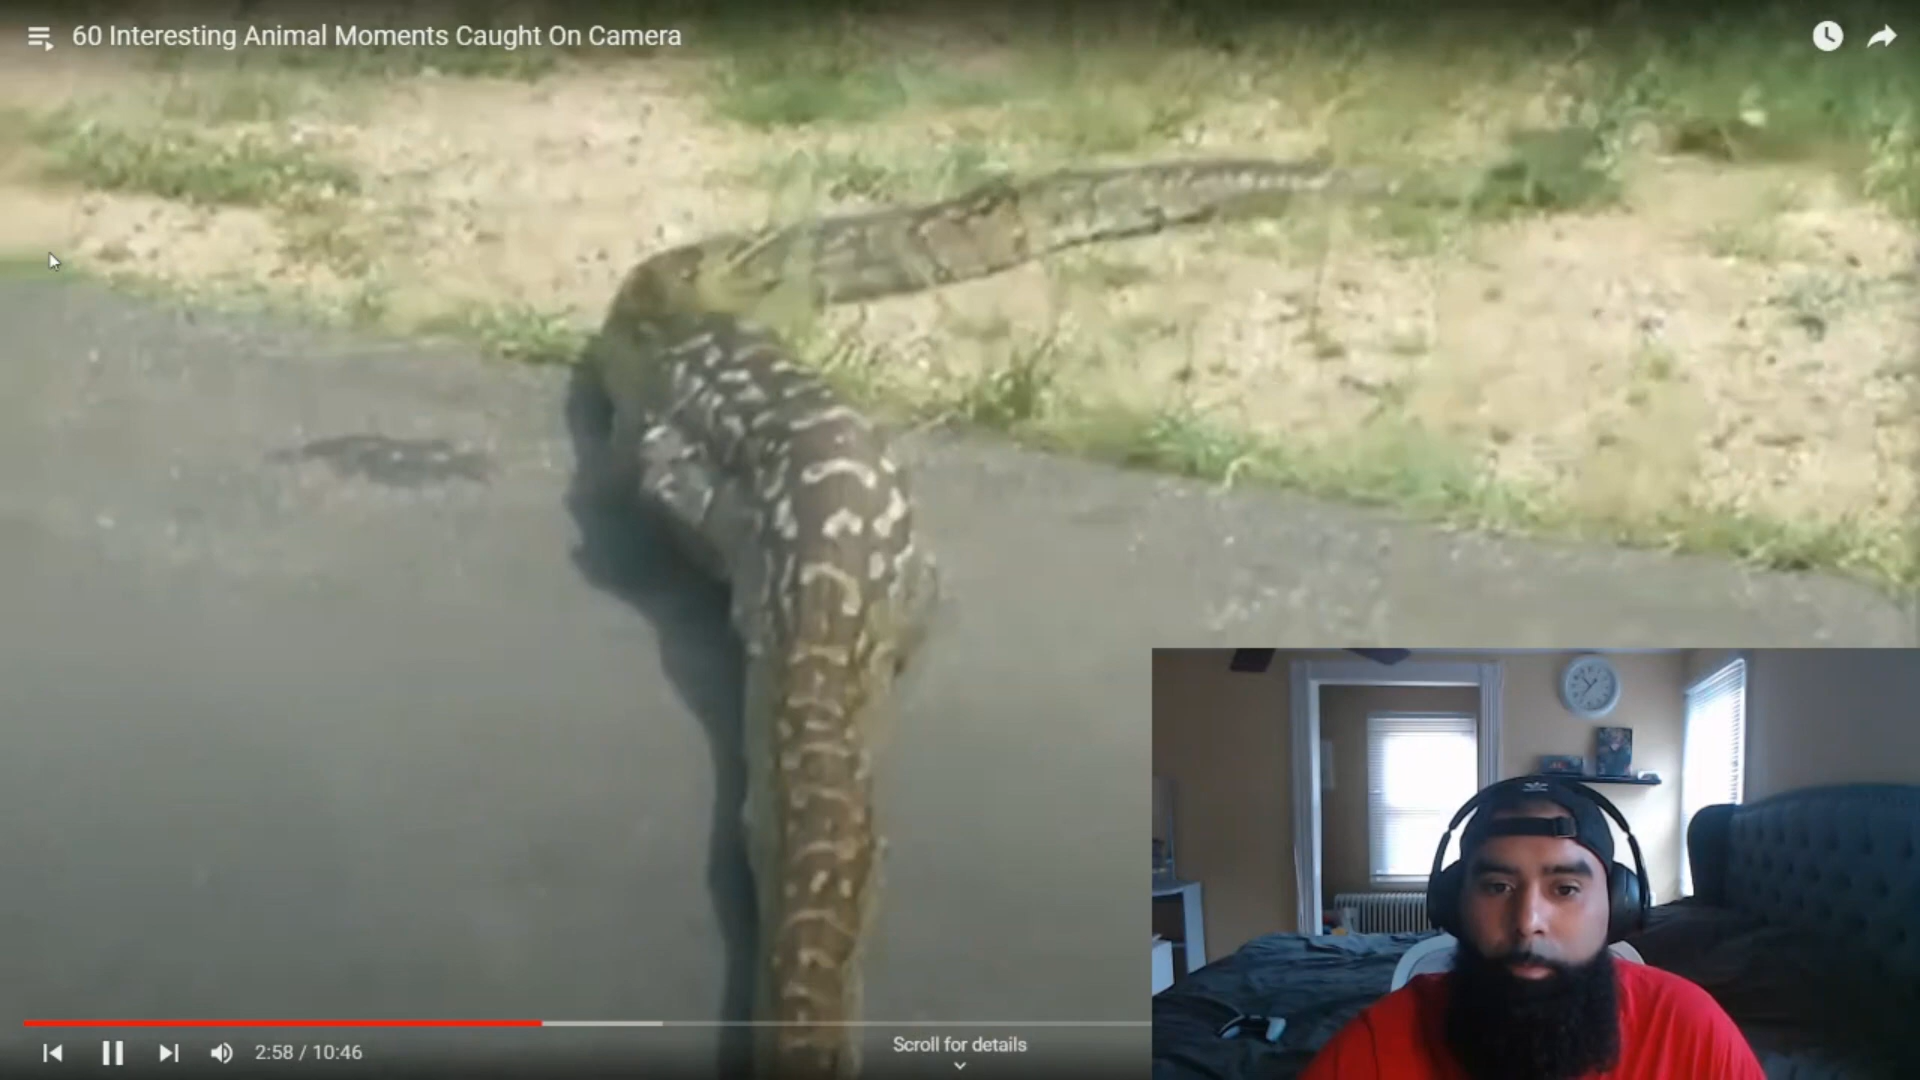 60 Interesting Animal Moments Caught On Camera
2:58 / 10:46
Scroll for details